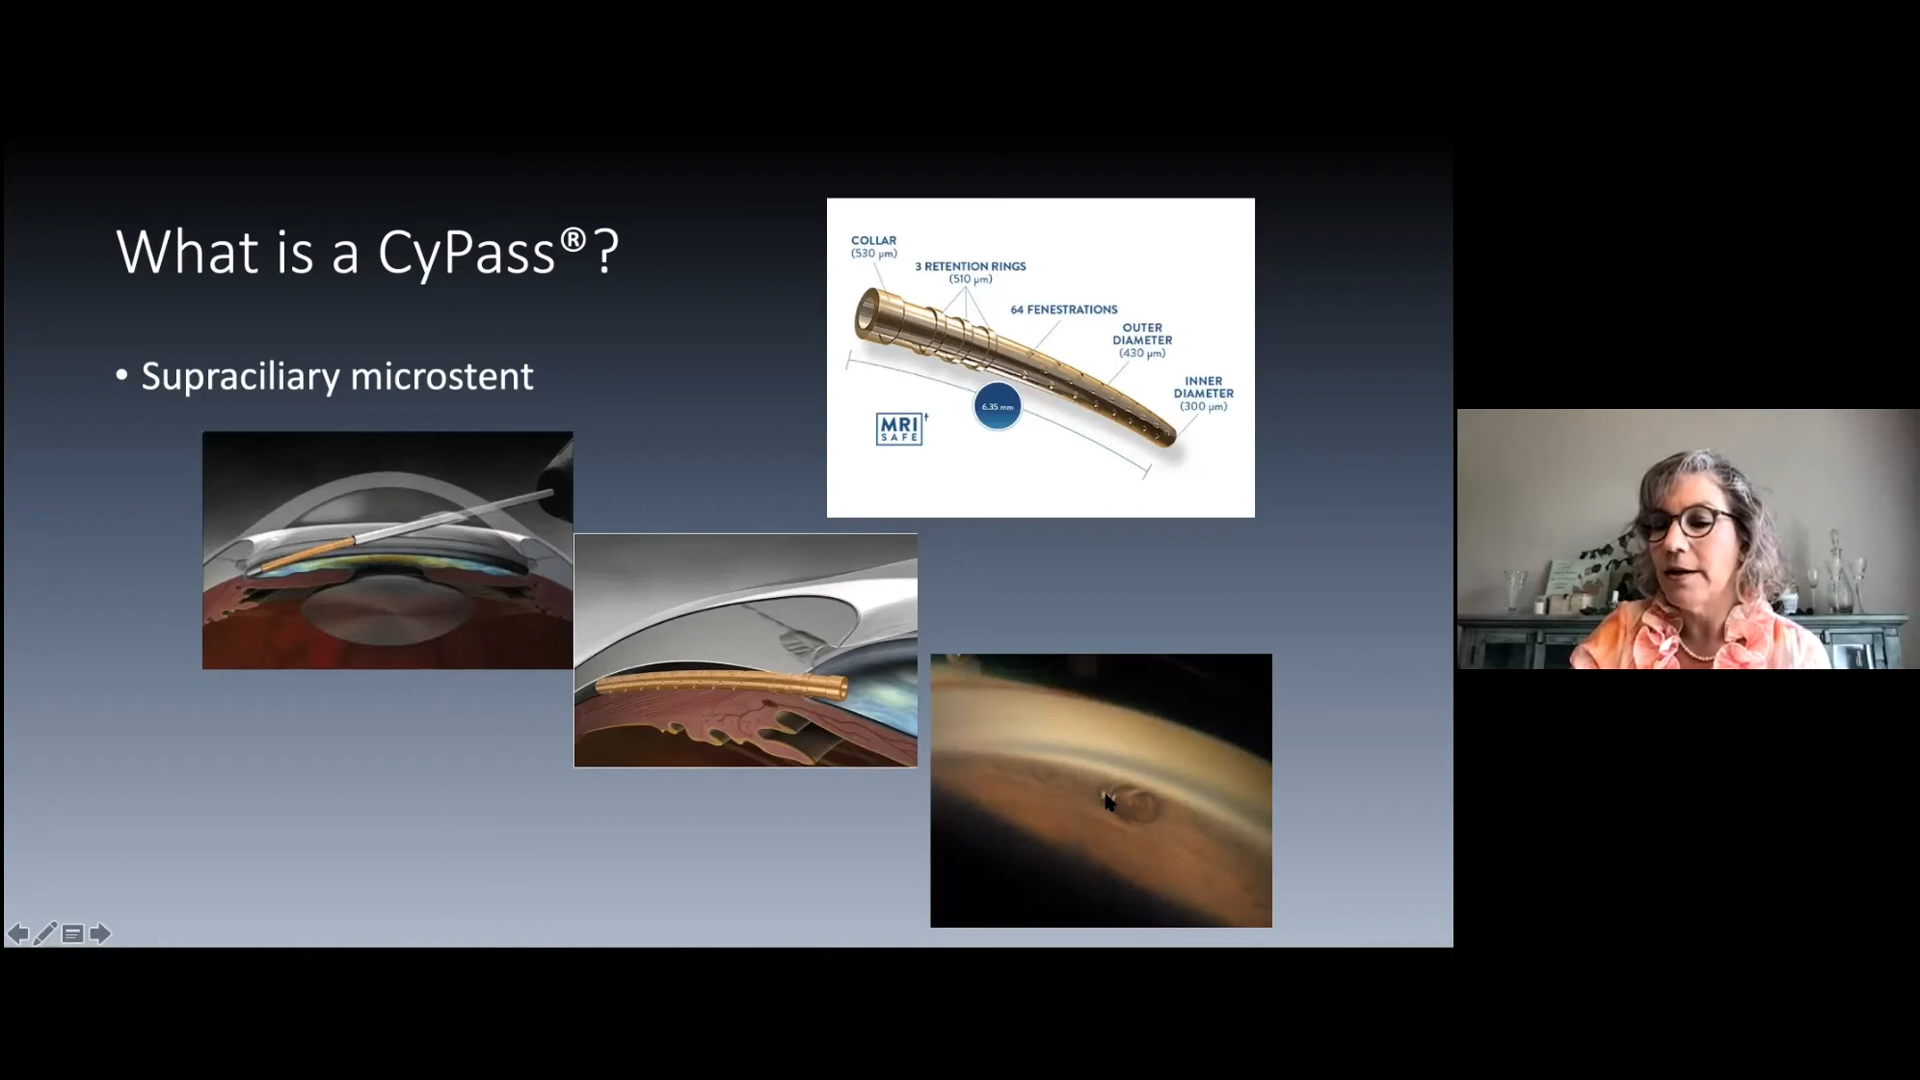 What is a CyPass®?
• Supraciliary microstent
COLLAR
(530 µm)
3 RETENTION RINGS
(510 µm)
64 FENESTRATIONS
OUTER
DIAMETER
(430 µm)
INNER
DIAMETER
(300 µm)
6.35 mm
MRI†
SAFE